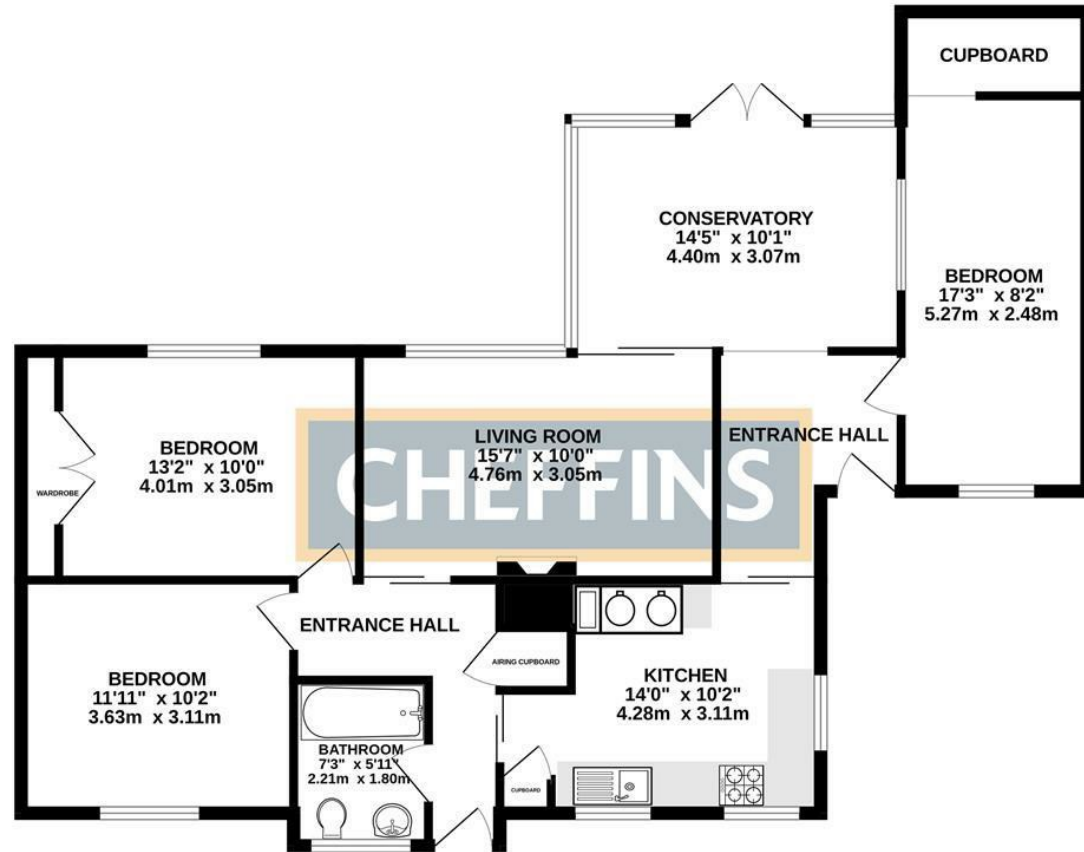 CUPBOARD
CONSERVATORY
14'5" x 10'1"
4.40m x 3.07m
BEDROOM
17'3" x 8'2"
5.27m x 2.48m
BEDROOM
13'2" x 10'0"
4.01m x 3.05m
WARDROBE
LIVING ROOM
15'7" x 10'0"
4.76m x 3.05m
CHEFFINS
ENTRANCE HALL
ENTRANCE HALL
AIRING CUPBOARD
BEDROOM
11'11" x 10'2"
3.63m x 3.11m
KITCHEN
14'0" x 10'2"
4.28m x 3.11m
BATHROOM
7'3" x 5'11"
2.21m x 1.80m
CUPBOARD